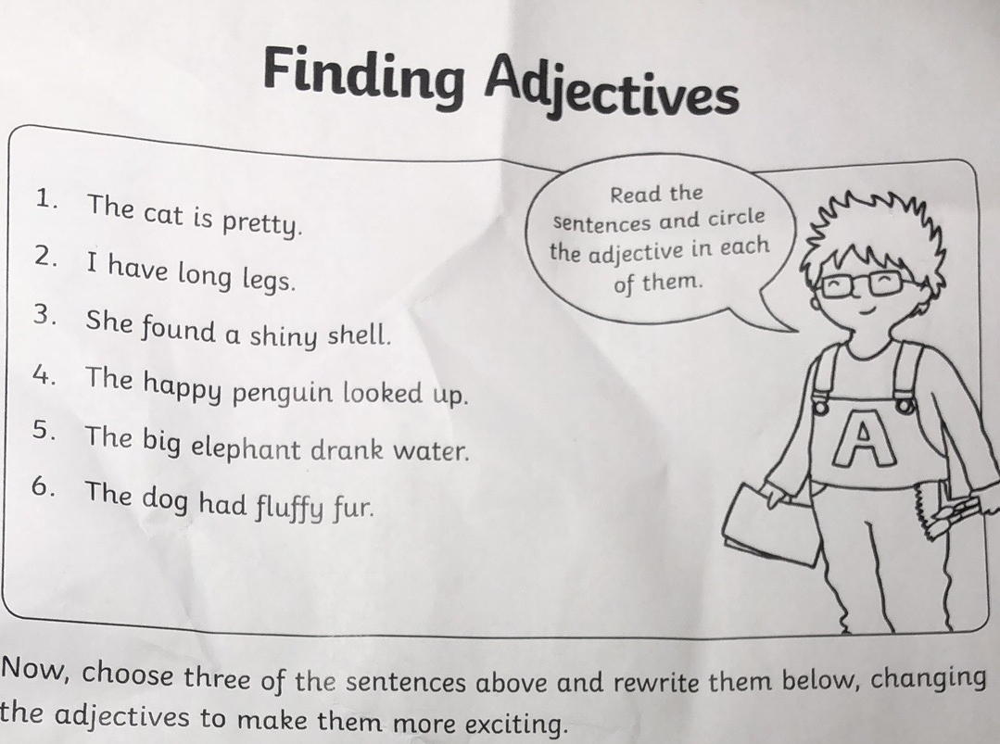 Finding Adjectives
1. The cat is pretty.
2. I have long legs.
3. She found a shiny shell.
4. The happy penguin looked up.
5. The big elephant drank water.
6. The dog had fluffy fur.
Read the
sentences and circle
the adjective in each
of them.
A
Now, choose three of the sentences above and rewrite them below, changing
the adjectives to make them more exciting.